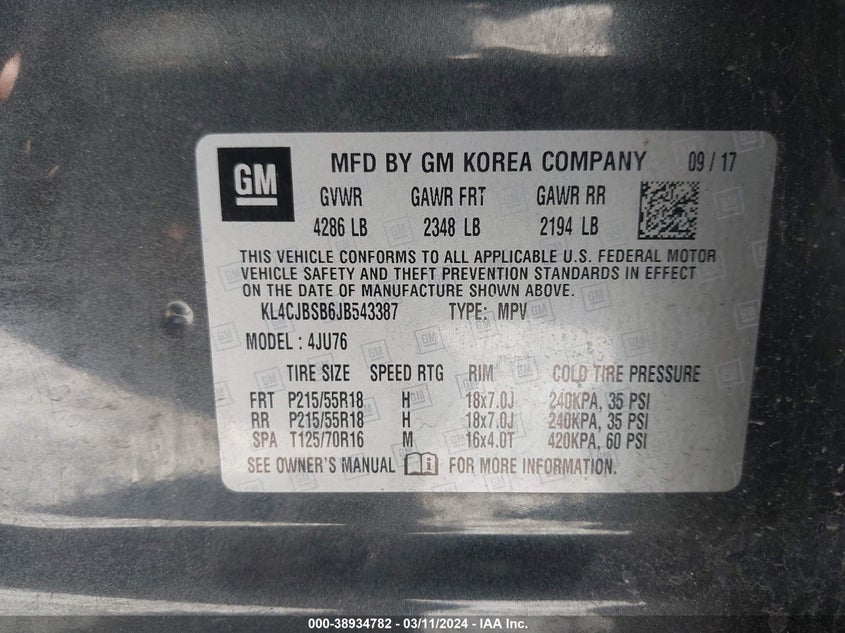 GM
MFD BY GM KOREA COMPANY 09 / 17
GVWR GAWR FRT GAWR RR
4286 LB 2348 LB 2194 LB
THIS VEHICLE CONFORMS TO ALL APPLICABLE U.S. FEDERAL MOTOR
VEHICLE SAFETY AND THEFT PREVENTION STANDARDS IN EFFECT
ON THE DATE OF MANUFACTURE SHOWN ABOVE.
KL4CJBSB6JB543387 TYPE: MPV
MODEL : 4JU76
TIRE SIZE SPEED RTG RIM COLD TIRE PRESSURE
FRT P215/55R18 H 18x7.0J 240KPA, 35 PSI
RR P215/55R18 H 18x7.0J 240KPA, 35 PSI
SPA T125/70R16 M 16x4.0T 420KPA, 60 PSI
SEE OWNER'S MANUAL FOR MORE INFORMATION.
000-38934782 — 03/11/2024 - IAA Inc.